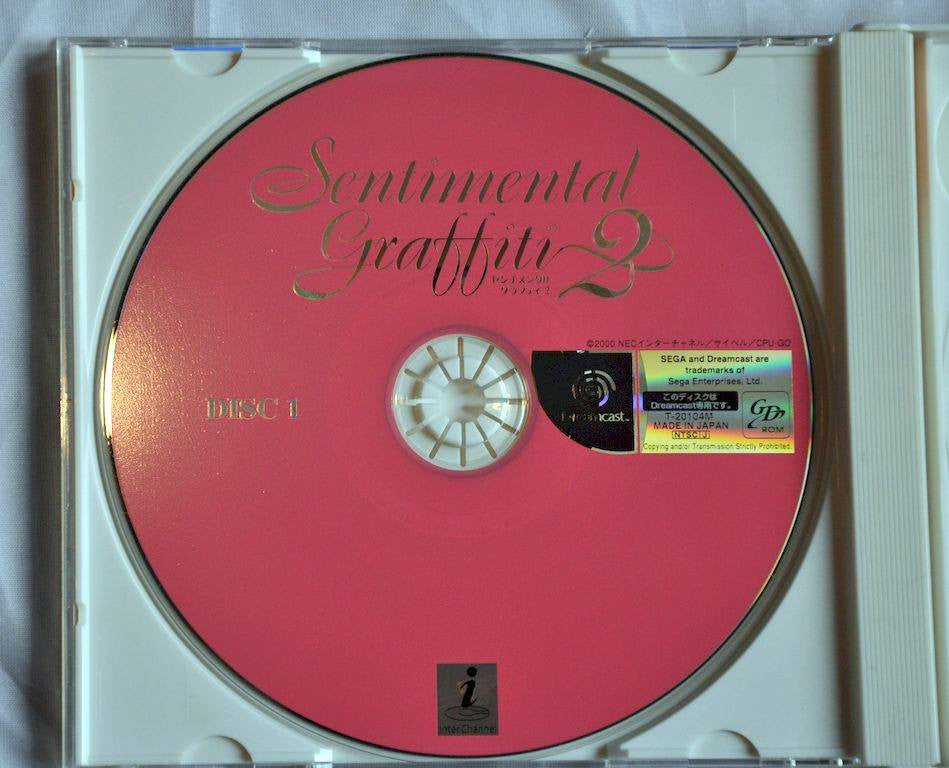 Sentimental
Graffiti 2
センチメンタル
グラフティ2
©2000 NECインターチャネル／サイベル／CPU-GO
SEGA and Dreamcast are
trademarks of
Sega Enterprises, Ltd.
Dreamcast™
このディスクは
Dreamcast専用です。
T-20104M
MADE IN JAPAN
NTSC J
GD
ROM
Copying and/or Transmission Strictly Prohibited.
DISC 1
i
InterChannel